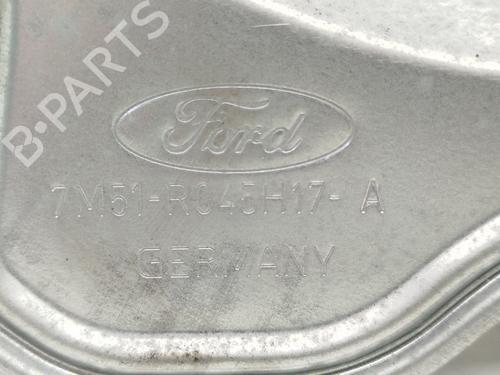 B-PARTS
Ford
7M51-R045H17- A
GERMANY